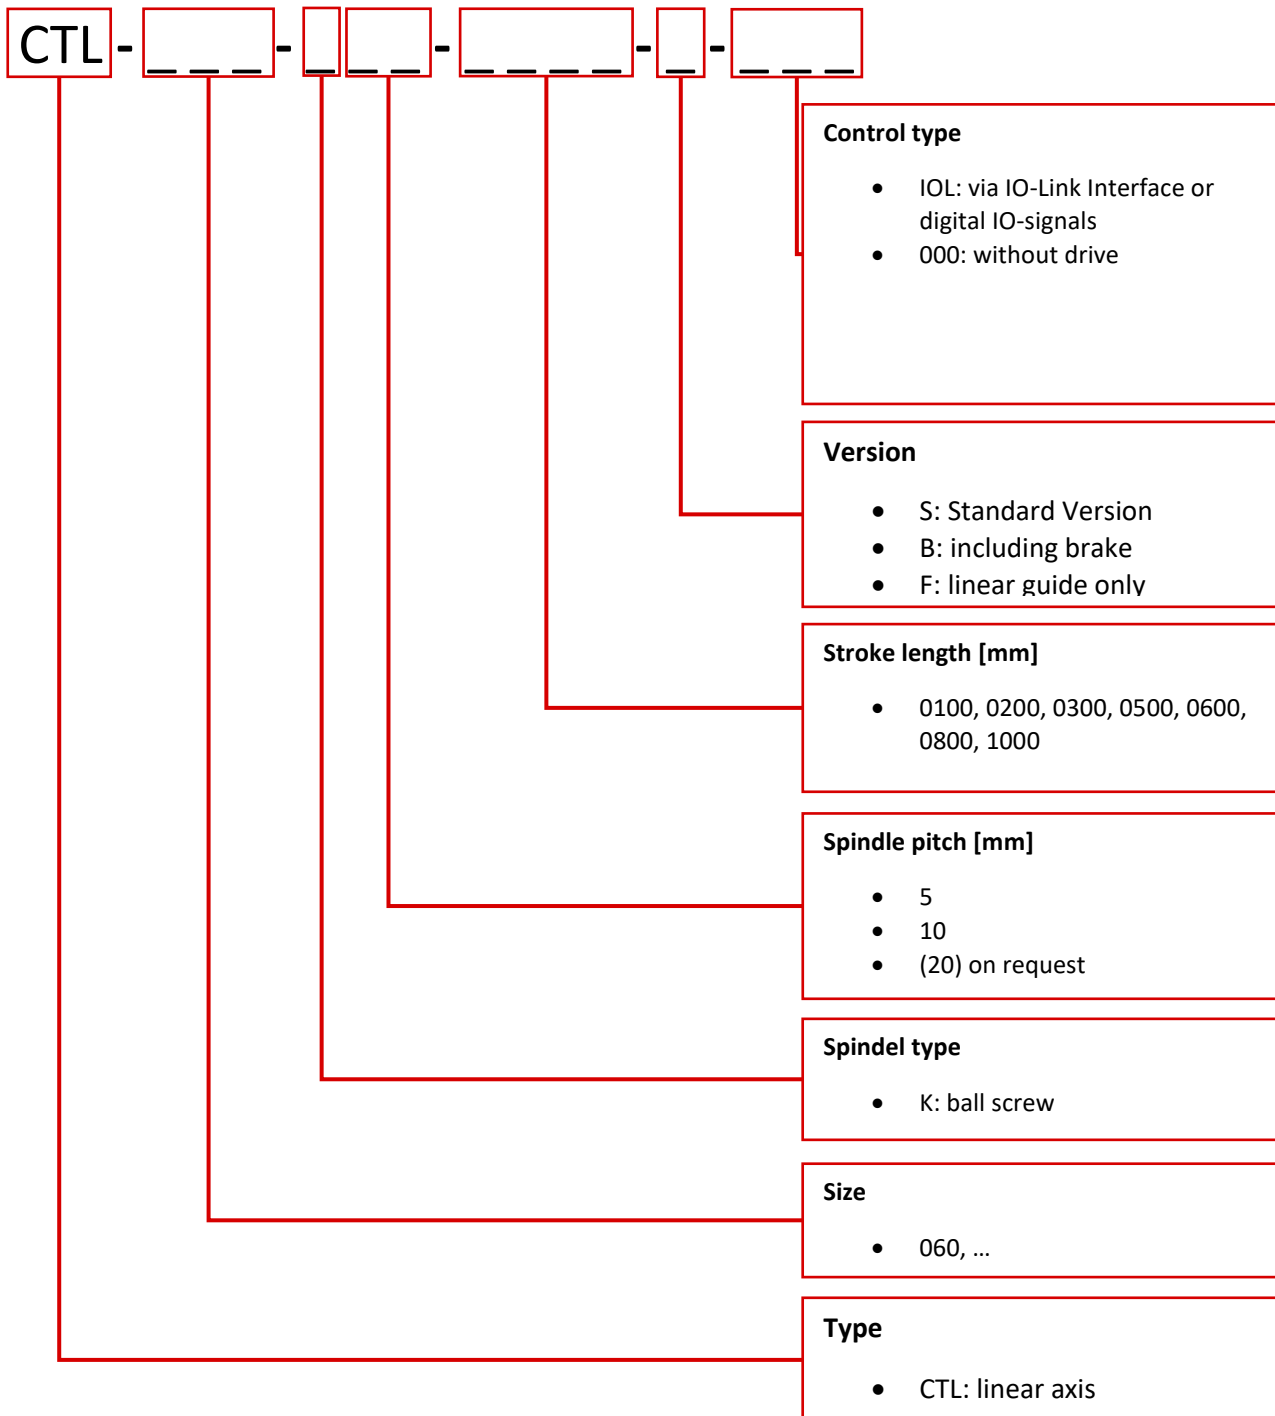 CTL - _ _ _ - _ _ _ - _ _ _ _ - _ - _ _ _
Control type
• IOL: via IO-Link Interface or
digital IO-signals
• 000: without drive
Version
• S: Standard Version
• B: including brake
• F: linear guide only
Stroke length [mm]
• 0100, 0200, 0300, 0500, 0600,
0800, 1000
Spindle pitch [mm]
• 5
• 10
• (20) on request
Spindel type
• K: ball screw
Size
• 060, ...
Type
• CTL: linear axis